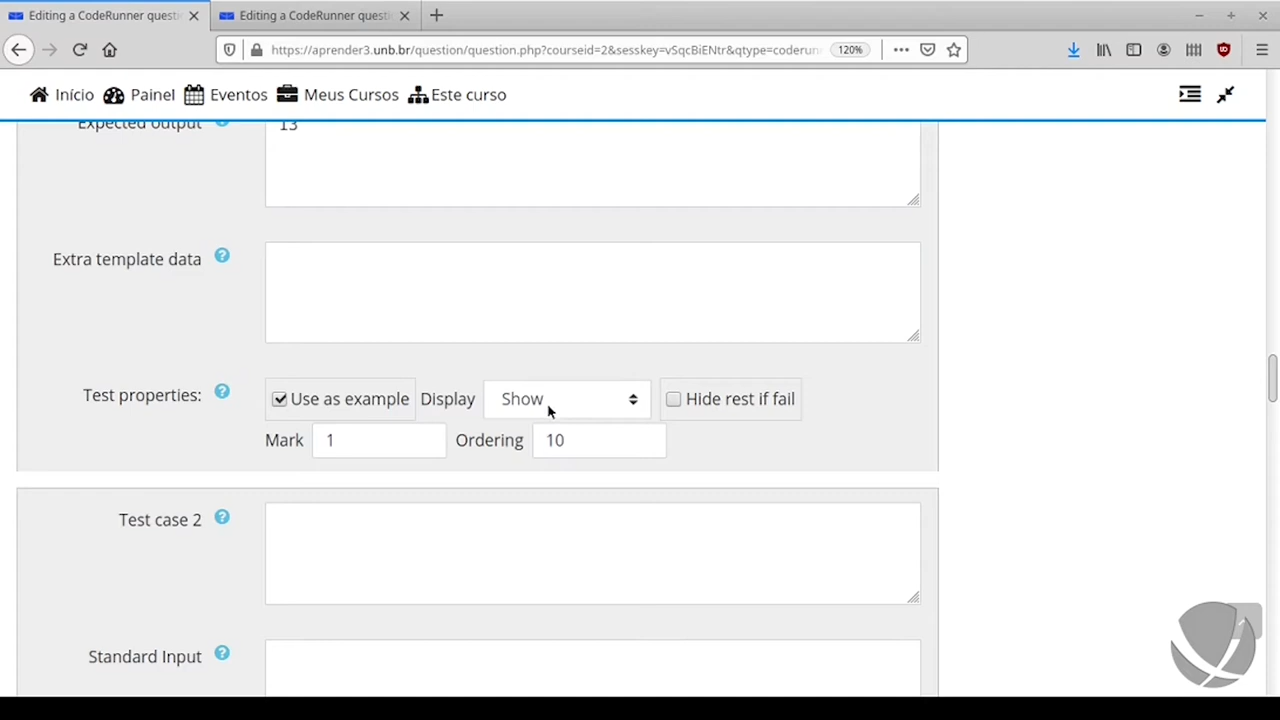 Editing a CodeRunner questi
Editing a CodeRunner questi
https://aprender3.unb.br/question/question.php?courseid=2&sesskey=vSqcBiENtr&qtype=coderun
120%
Início Painel Eventos Meus Cursos Este curso
Expected output
13
Extra template data
Test properties:
Use as example Display Show Hide rest if fail
Mark 1 Ordering 10
Test case 2
Standard Input